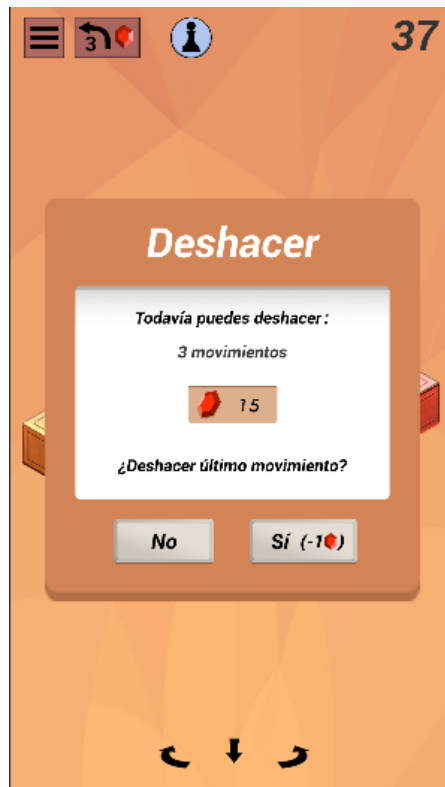 3
37
Deshacer
Todavía puedes deshacer:
3 movimientos
15
¿Deshacer último movimiento?
No
Sí (-1)